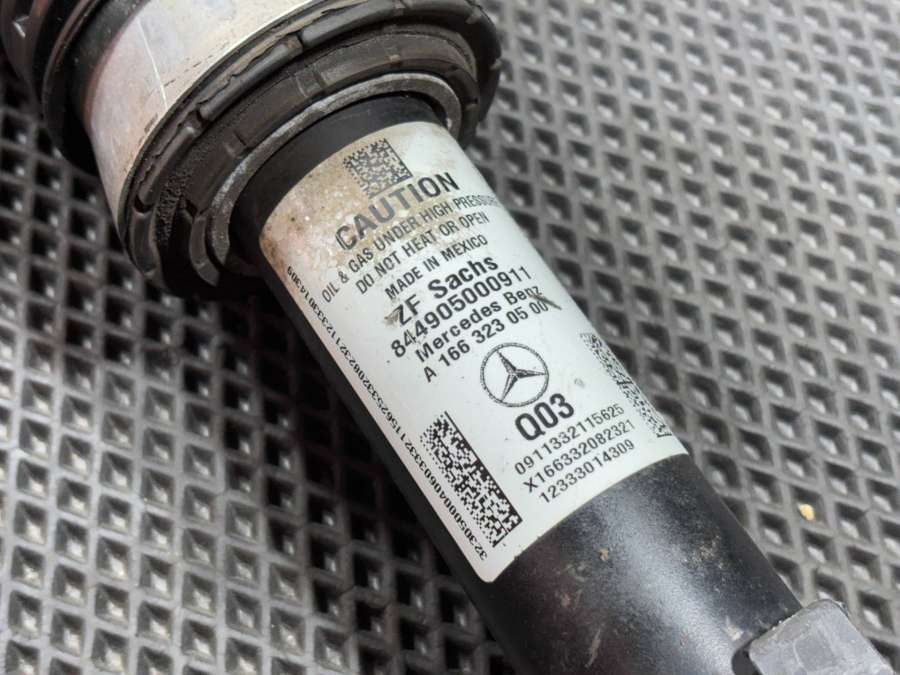 CAUTION
OIL & GAS UNDER HIGH PRESSURE
DO NOT HEAT OR OPEN
MADE IN MEXICO
ZF Sachs
844905000911
Mercedes Benz
A 166 323 05 00
Q03
0911332115625
X166332082321
12333014309